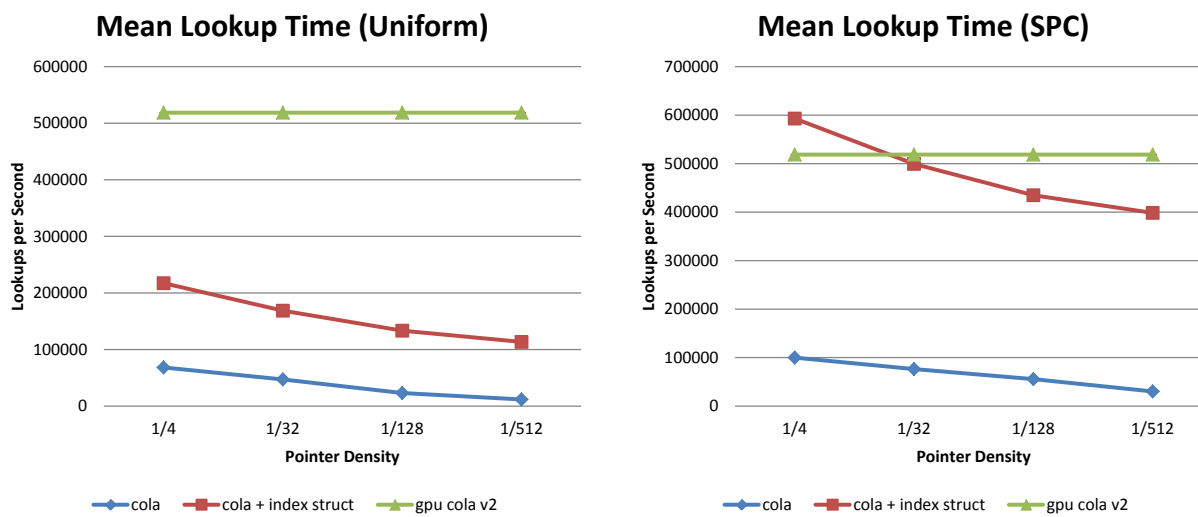 Mean Lookup Time (Uniform)
600000
500000
400000
300000
200000
100000
0
Lookups per Second
1/4 1/32 1/128 1/512
Pointer Density
cola cola + index struct gpu cola v2
Mean Lookup Time (SPC)
700000
600000
500000
400000
300000
200000
100000
0
Lookups per Second
1/4 1/32 1/128 1/512
Pointer Density
cola cola + index struct gpu cola v2